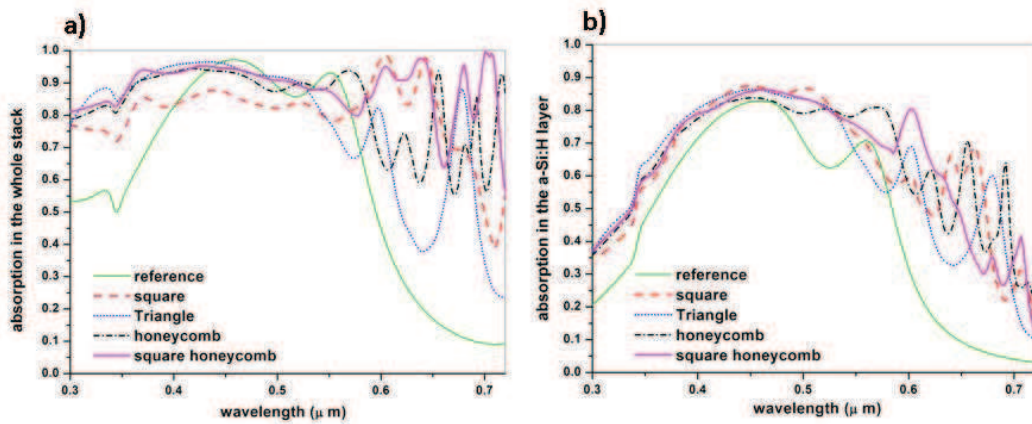 a)
absorption in the whole stack
1.0
0.9
0.8
0.7
0.6
0.5
0.4
0.3
0.2
0.1
0.0
reference
square
Triangle
honeycomb
square honeycomb
0.3 0.4 0.5 0.6 0.7
wavelength (μ m)
b)
absorption in the a-Si:H layer
1.0
0.9
0.8
0.7
0.6
0.5
0.4
0.3
0.2
0.1
0.0
reference
square
Triangle
honeycomb
square honeycomb
0.3 0.4 0.5 0.6 0.7
wavelength (μ m)